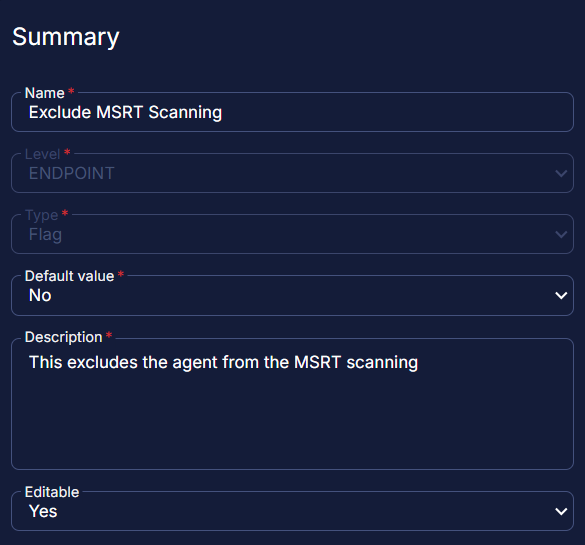 Summary
Name *
Exclude MSRT Scanning
Level *
ENDPOINT
Type *
Flag
Default value *
No
Description *
This excludes the agent from the MSRT scanning
Editable
Yes